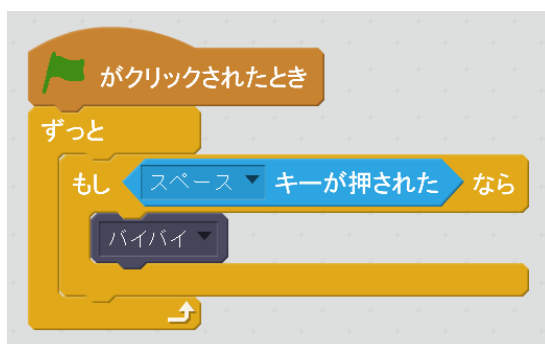 がクリックされたとき
ずっと
もし スペース キーが押された なら
バイバイ